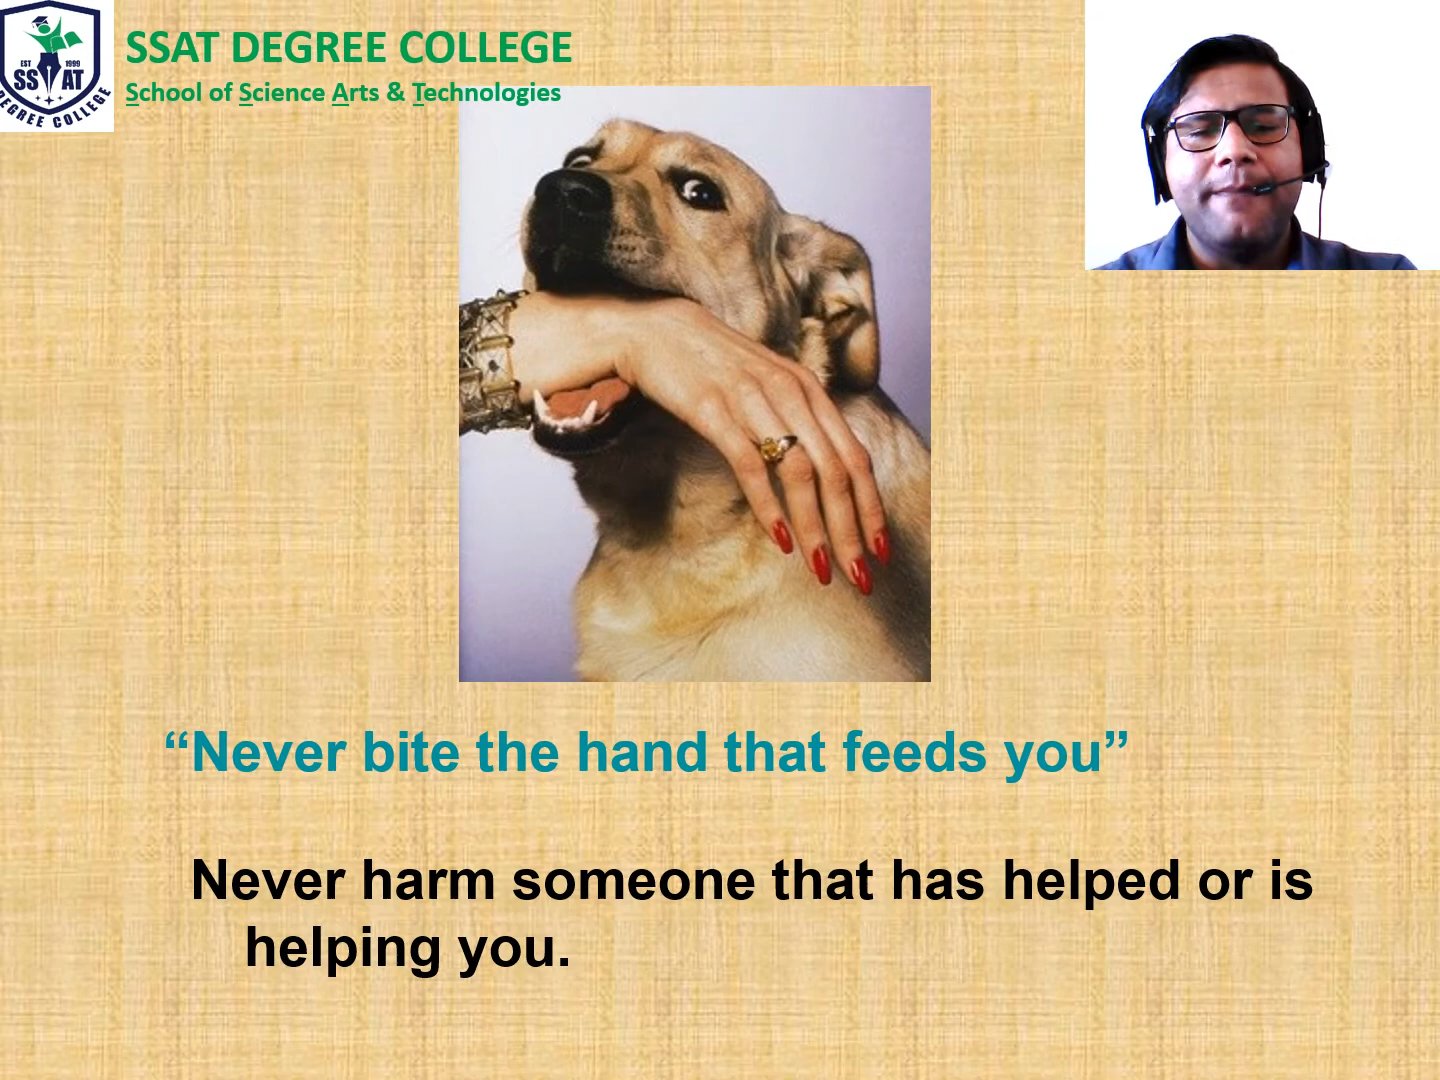 EST 1999
SS AT
DEGREE COLLEGE
SSAT DEGREE COLLEGE
School of Science Arts & Technologies
“Never bite the hand that feeds you”
Never harm someone that has helped or is
helping you.